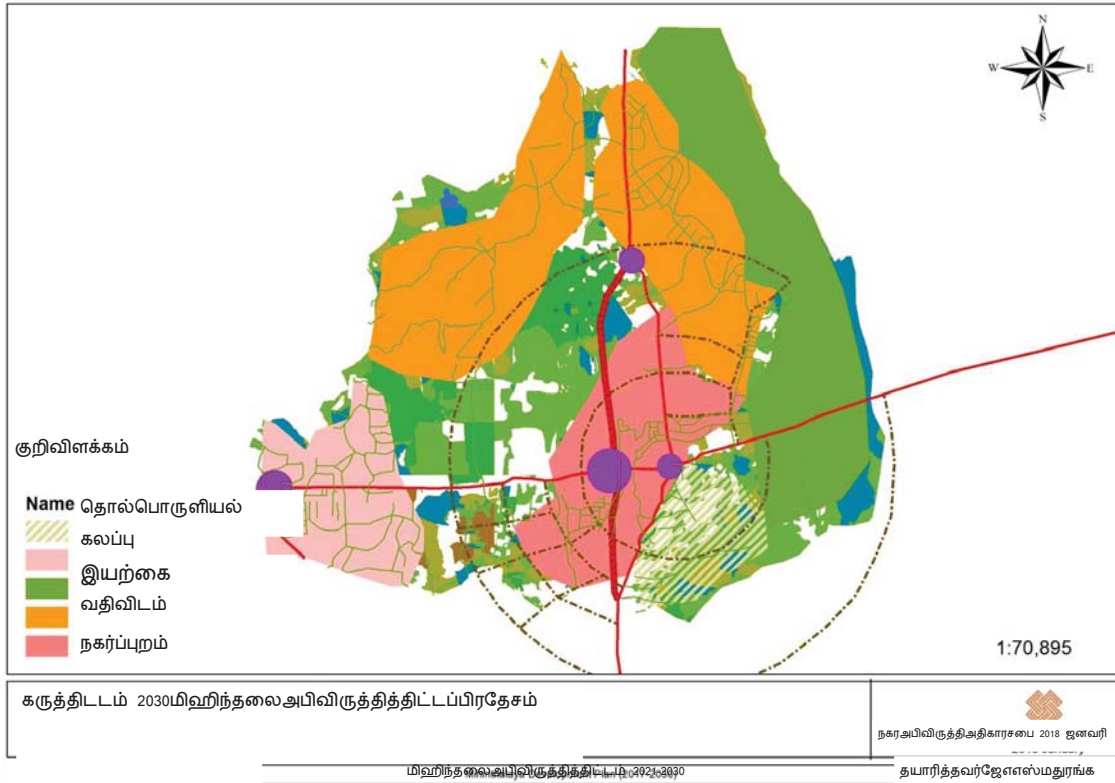 N
W E
S
குறிவிளக்கம்
Name தொல்பொருளியல்
கலப்பு
இயற்கை
வதிவிடம்
நகர்ப்புறம்
1:70,895
கருத்திடடம் 2030மிஹிந்தலைஅபிவிருத்தித்திட்டப்பிரதேசம்
நகரஅபிவிருத்திஅதிகாரசபை 2018 ஜனவரி
மிஹிந்தலைஅபிவிருத்தித்திட்டம் 2021-2030
தயாரித்தவர்ஜேஎஸ்மதுரங்க